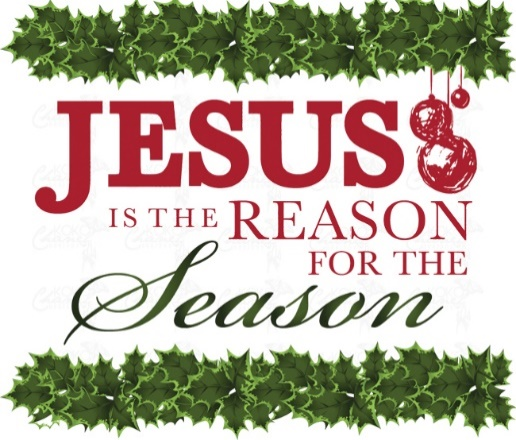 JESUS
IS THE REASON
FOR THE
Season